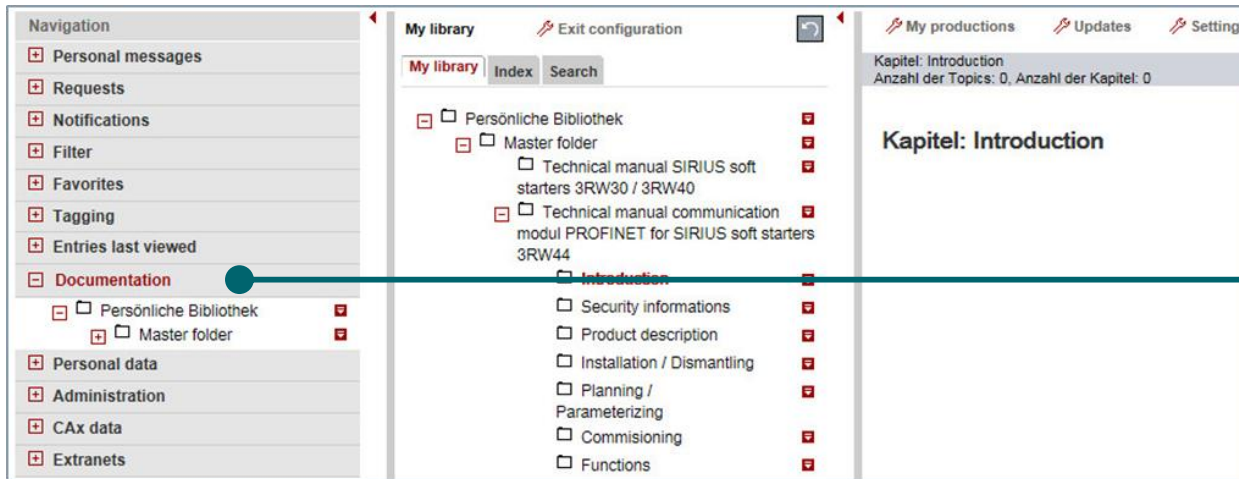 Navigation
Personal messages
Requests
Notifications
Filter
Favorites
Tagging
Entries last viewed
Documentation
Persönliche Bibliothek
Master folder
Personal data
Administration
CAx data
Extranets
My library
Exit configuration
My library
Index
Search
Persönliche Bibliothek
Master folder
Technical manual SIRIUS soft
starters 3RW30 / 3RW40
Technical manual communication
modul PROFINET for SIRIUS soft starters
3RW44
Introduction
Security informations
Product description
Installation / Dismantling
Planning /
Parameterizing
Commisioning
Functions
My productions
Updates
Setting
Kapitel: Introduction
Anzahl der Topics: 0, Anzahl der Kapitel: 0
Kapitel: Introduction